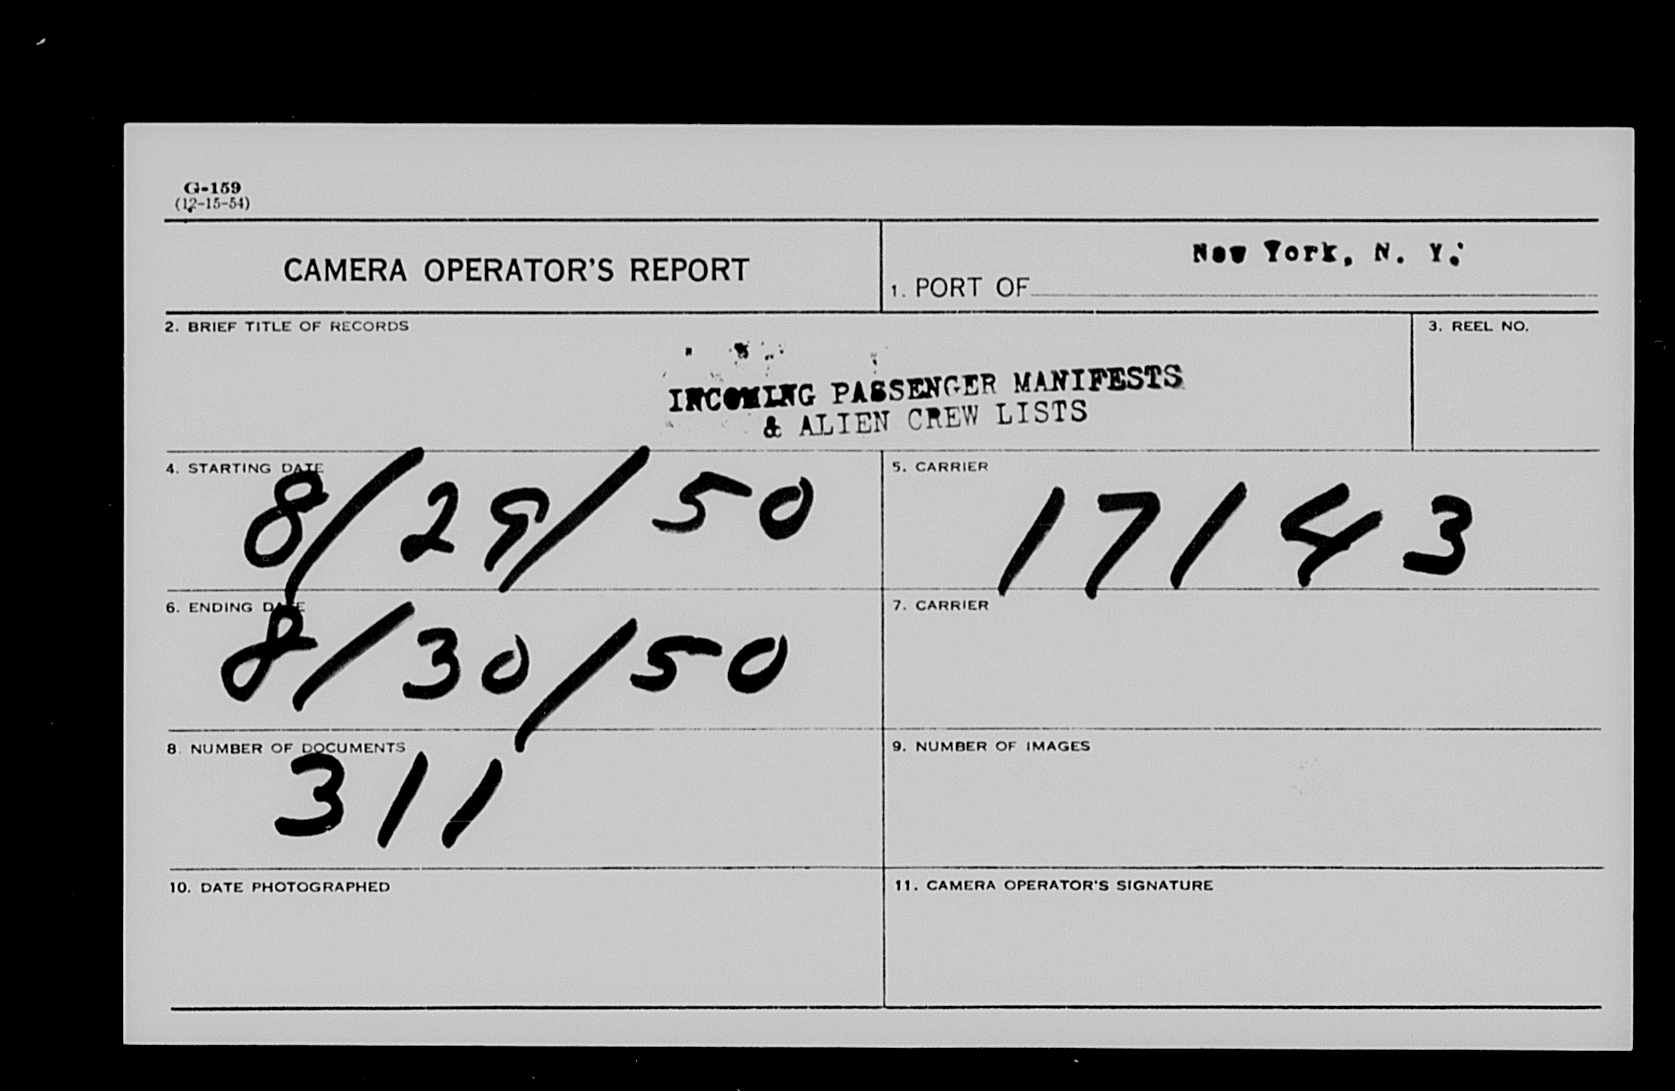 G-159
(12-15-54)
CAMERA OPERATOR'S REPORT
New York, N. Y.
1. PORT OF
2. BRIEF TITLE OF RECORDS
3. REEL NO.
INCOMING PASSENGER MANIFESTS
& ALIEN CREW LISTS
4. STARTING DATE
8/29/50
5. CARRIER
17143
6. ENDING DATE
8/30/50
7. CARRIER
8. NUMBER OF DOCUMENTS
311
9. NUMBER OF IMAGES
10. DATE PHOTOGRAPHED
11. CAMERA OPERATOR'S SIGNATURE